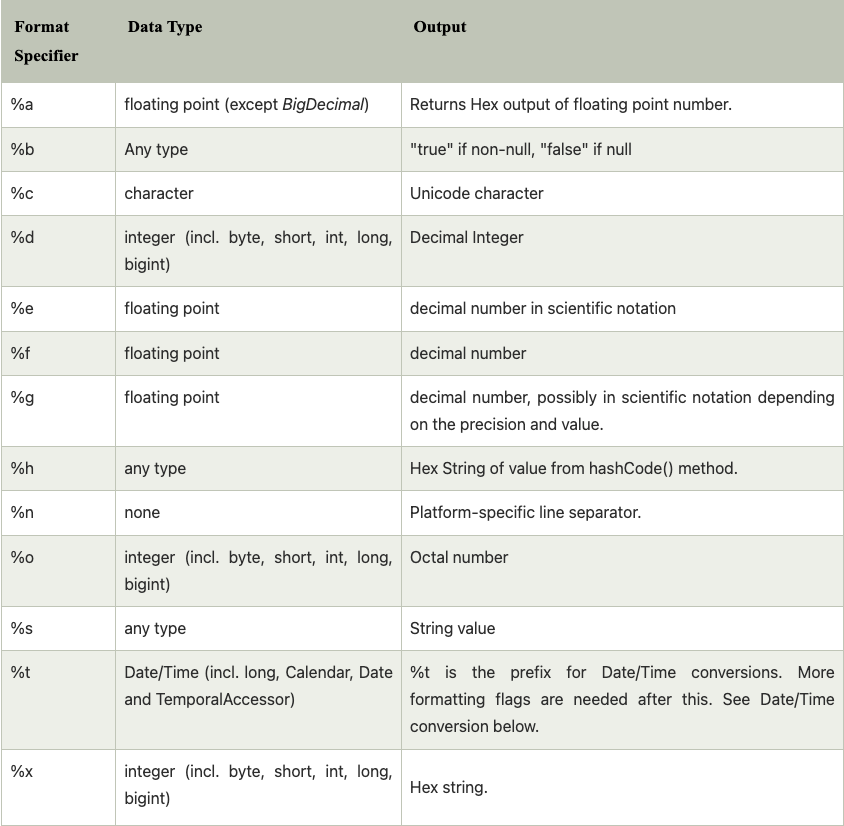 Format Specifier
Data Type
Output
%a
floating point (except BigDecimal)
Returns Hex output of floating point number.
%b
Any type
"true" if non-null, "false" if null
%c
character
Unicode character
%d
integer (incl. byte, short, int, long,
bigint)
Decimal Integer
%e
floating point
decimal number in scientific notation
%f
floating point
decimal number
%g
floating point
decimal number, possibly in scientific notation depending
on the precision and value.
%h
any type
Hex String of value from hashCode() method.
%n
none
Platform-specific line separator.
%o
integer (incl. byte, short, int, long,
bigint)
Octal number
%s
any type
String value
%t
Date/Time (incl. long, Calendar, Date
and TemporalAccessor)
%t is the prefix for Date/Time conversions. More
formatting flags are needed after this. See Date/Time
conversion below.
%x
integer (incl. byte, short, int, long,
bigint)
Hex string.